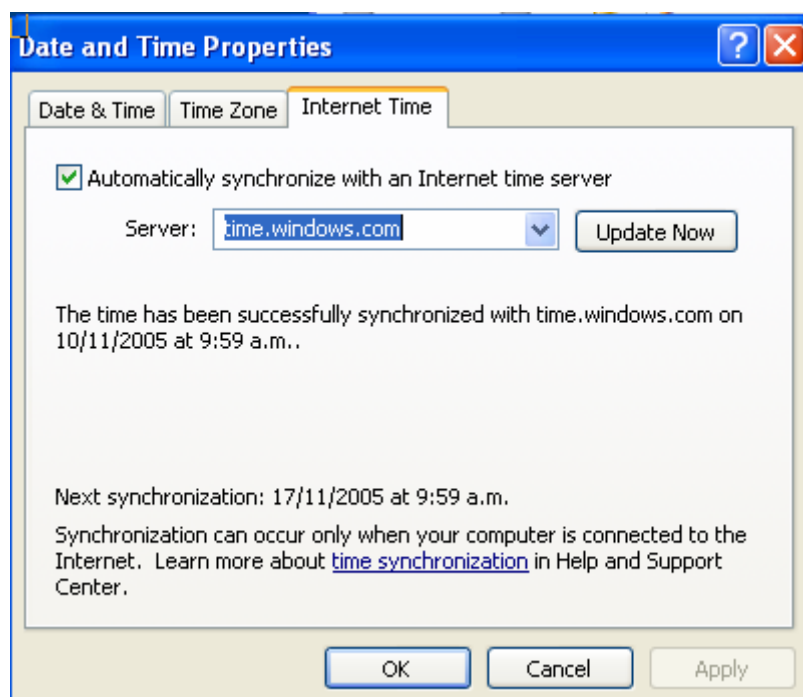 Date and Time Properties
Date & Time
Time Zone
Internet Time
Automatically synchronize with an Internet time server
Server:
time.windows.com
Update Now
The time has been successfully synchronized with time.windows.com on
10/11/2005 at 9:59 a.m..
Next synchronization: 17/11/2005 at 9:59 a.m.
Synchronization can occur only when your computer is connected to the
Internet.  Learn more about time synchronization in Help and Support
Center.
OK
Cancel
Apply